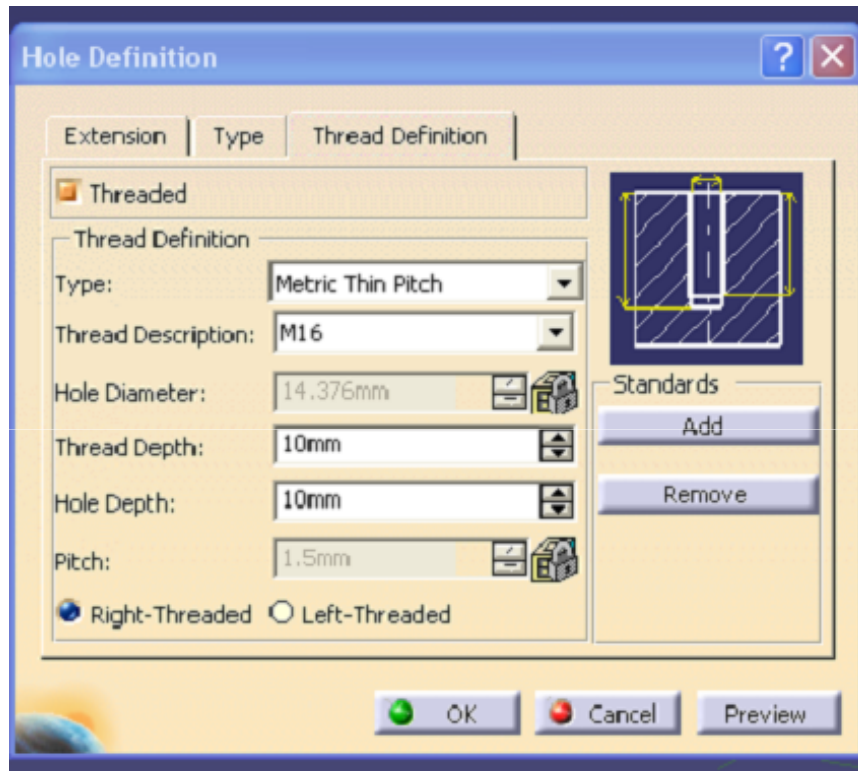 Hole Definition
?
Extension Type Thread Definition
Threaded
Thread Definition
Type: Metric Thin Pitch
Thread Description: M16
Hole Diameter: 14.376mm
Thread Depth: 10mm
Hole Depth: 10mm
Pitch: 1.5mm
Right-Threaded Left-Threaded
Standards
Add
Remove
OK Cancel Preview